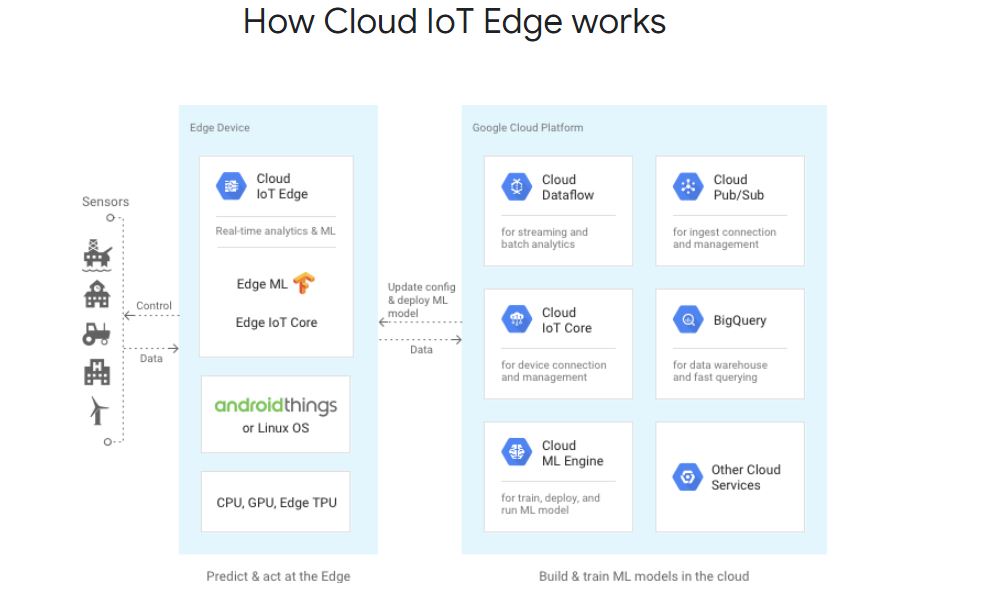 How Cloud IoT Edge works
Sensors
Control
Data
Edge Device
Cloud
IoT Edge
Real-time analytics & ML
Edge ML
Edge IoT Core
androidthings
or Linux OS
CPU, GPU, Edge TPU
Predict & act at the Edge
Update config
& deploy ML
model
Data
Google Cloud Platform
Cloud
Dataflow
for streaming and
batch analytics
Cloud
Pub/Sub
for ingest connection
and management
Cloud
IoT Core
for device connection
and management
BigQuery
for data warehouse
and fast querying
Cloud
ML Engine
for train, deploy, and
run ML model
Other Cloud
Services
Build & train ML models in the cloud